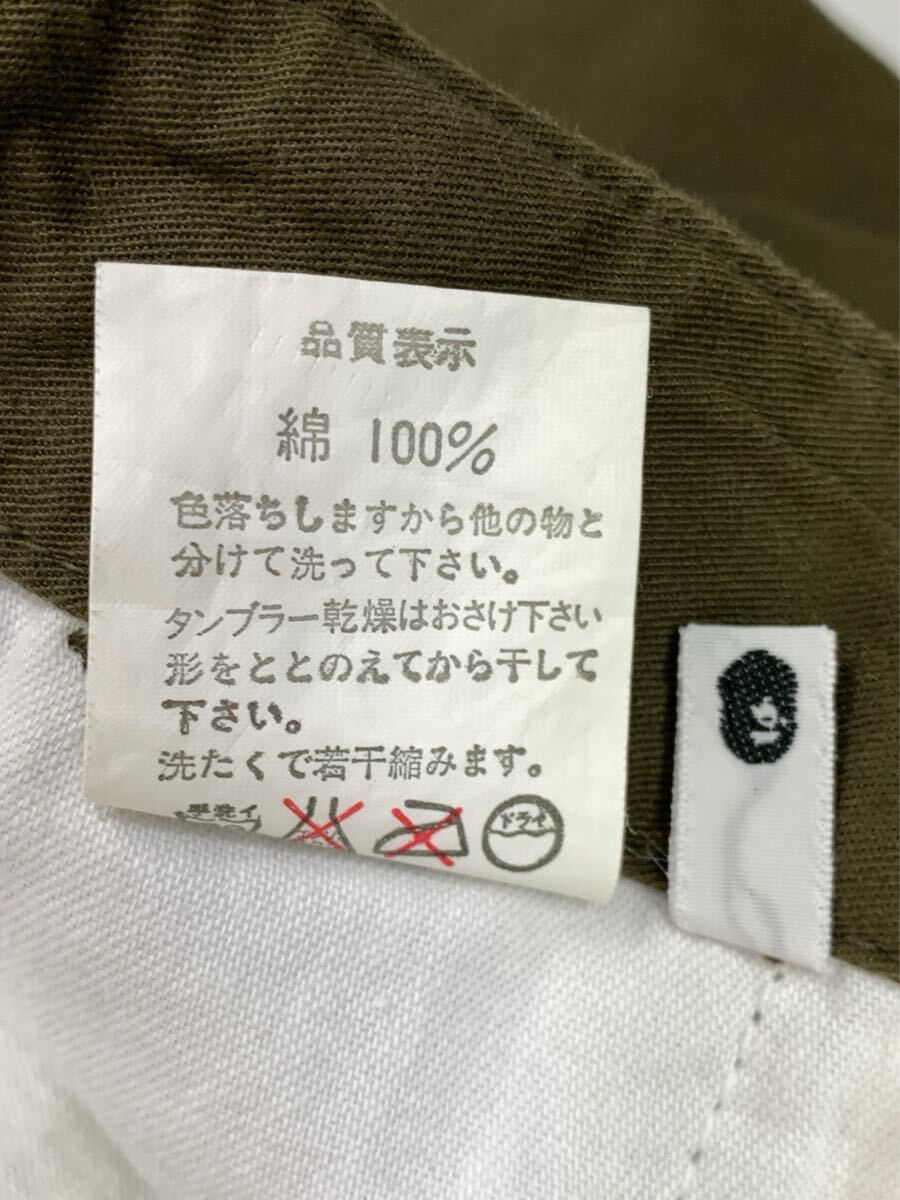 品質表示
綿 100%
色落ちしますから他の物と
分けて洗って下さい。
タンブラー乾燥はおさけ下さい
形をととのえてから干して
下さい。
洗たくで若干縮みます。
手洗イ
ドライ